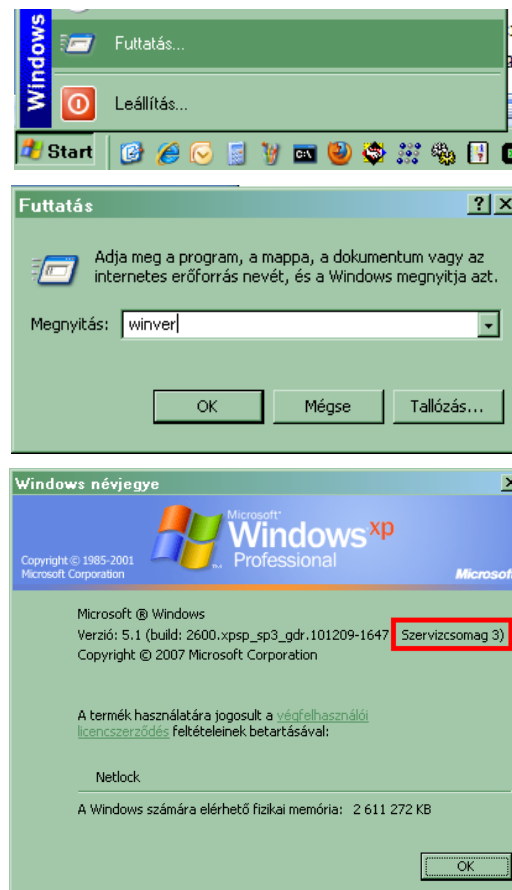 Windows
Futtatás...
Leállítás...
Start
Futtatás
Adja meg a program, a mappa, a dokumentum vagy az
internetes erőforrás nevét, és a Windows megnyitja azt.
Megnyitás: winver
OK Mégse Tallózás...
Windows névjegye
Microsoft®
Windows xp
Professional
Copyright © 1985-2001
Microsoft Corporation
Microsoft
Microsoft ® Windows
Verzió: 5.1 (build: 2600.xpsp_sp3_gdr.101209-1647 Szervizcsomag 3)
Copyright © 2007 Microsoft Corporation
A termék használatára jogosult a végfelhasználói
licencszerződés feltételeinek betartásával:
Netlock
A Windows számára elérhető fizikai memória: 2 611 272 KB
OK